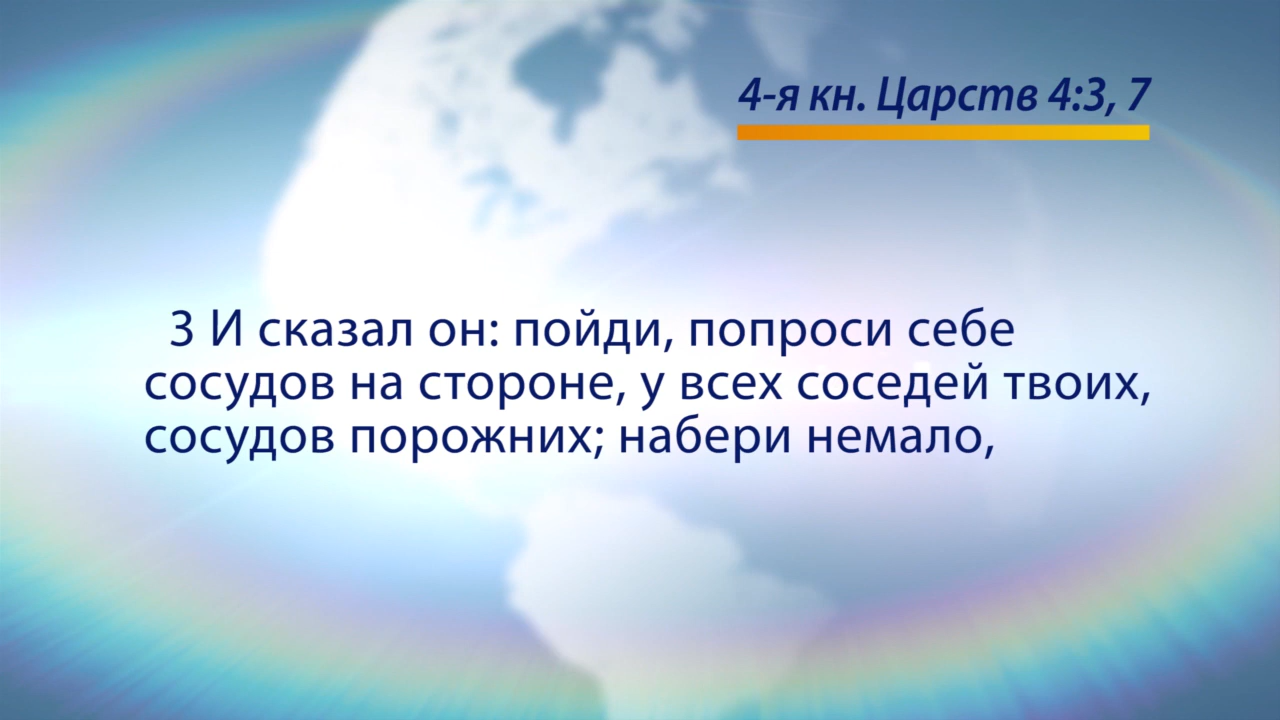 4-я кн. Царств 4:3, 7
3 И сказал он: пойди, попроси себе
сосудов на стороне, у всех соседей твоих,
сосудов порожних; набери немало,